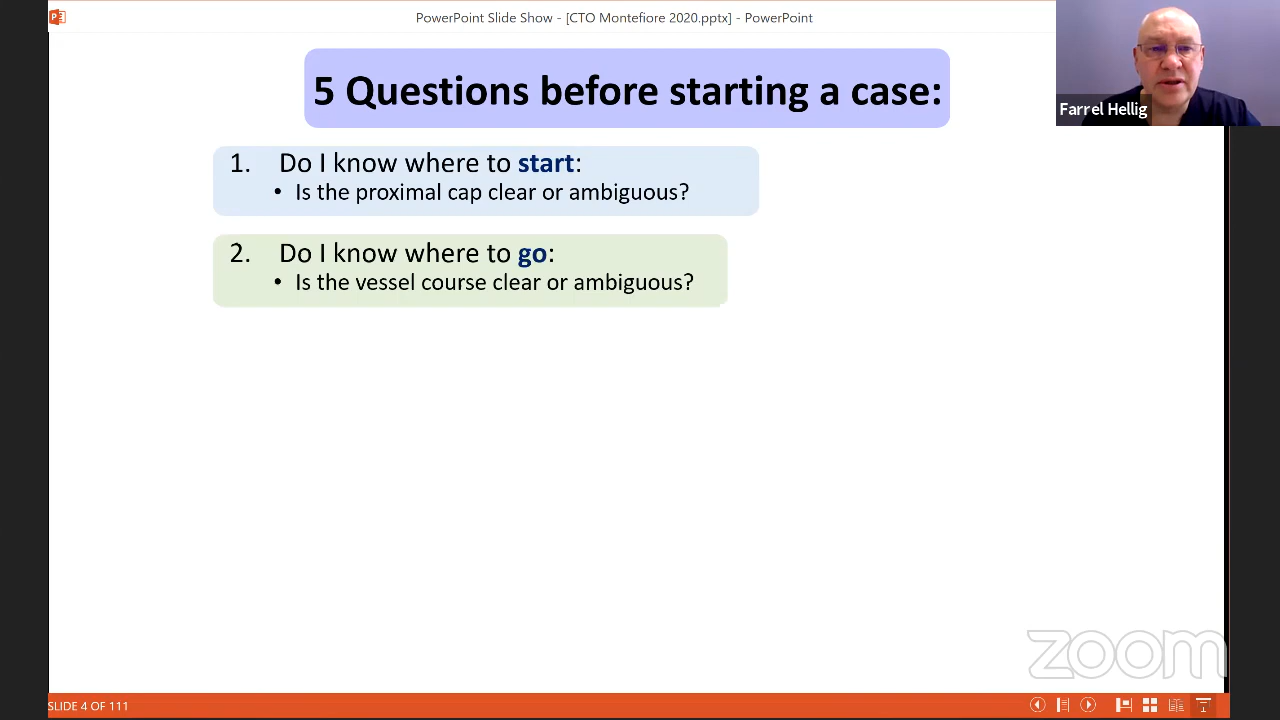 PowerPoint Slide Show - [CTO Montefiore 2020.pptx] - PowerPoint
5 Questions before starting a case:
Farrel Hellig
1. Do I know where to start:
• Is the proximal cap clear or ambiguous?
2. Do I know where to go:
• Is the vessel course clear or ambiguous?
zoom
SLIDE 4 OF 111